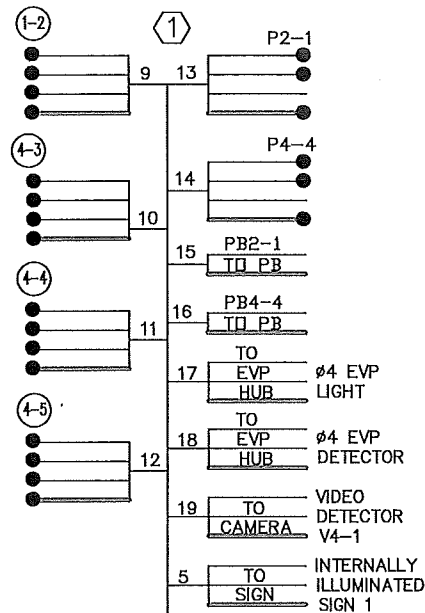 1-2
1
P2-1
9
13
4-3
P4-4
14
10
15
PB2-1
TO PB
4-4
16
PB4-4
TO PB
11
17
TO
EVP
HUB
ø4 EVP
LIGHT
4-5
18
TO
EVP
HUB
ø4 EVP
DETECTOR
12
19
TO
CAMERA
VIDEO
DETECTOR
V4-1
5
TO
SIGN
INTERNALLY
ILLUMINATED
SIGN 1